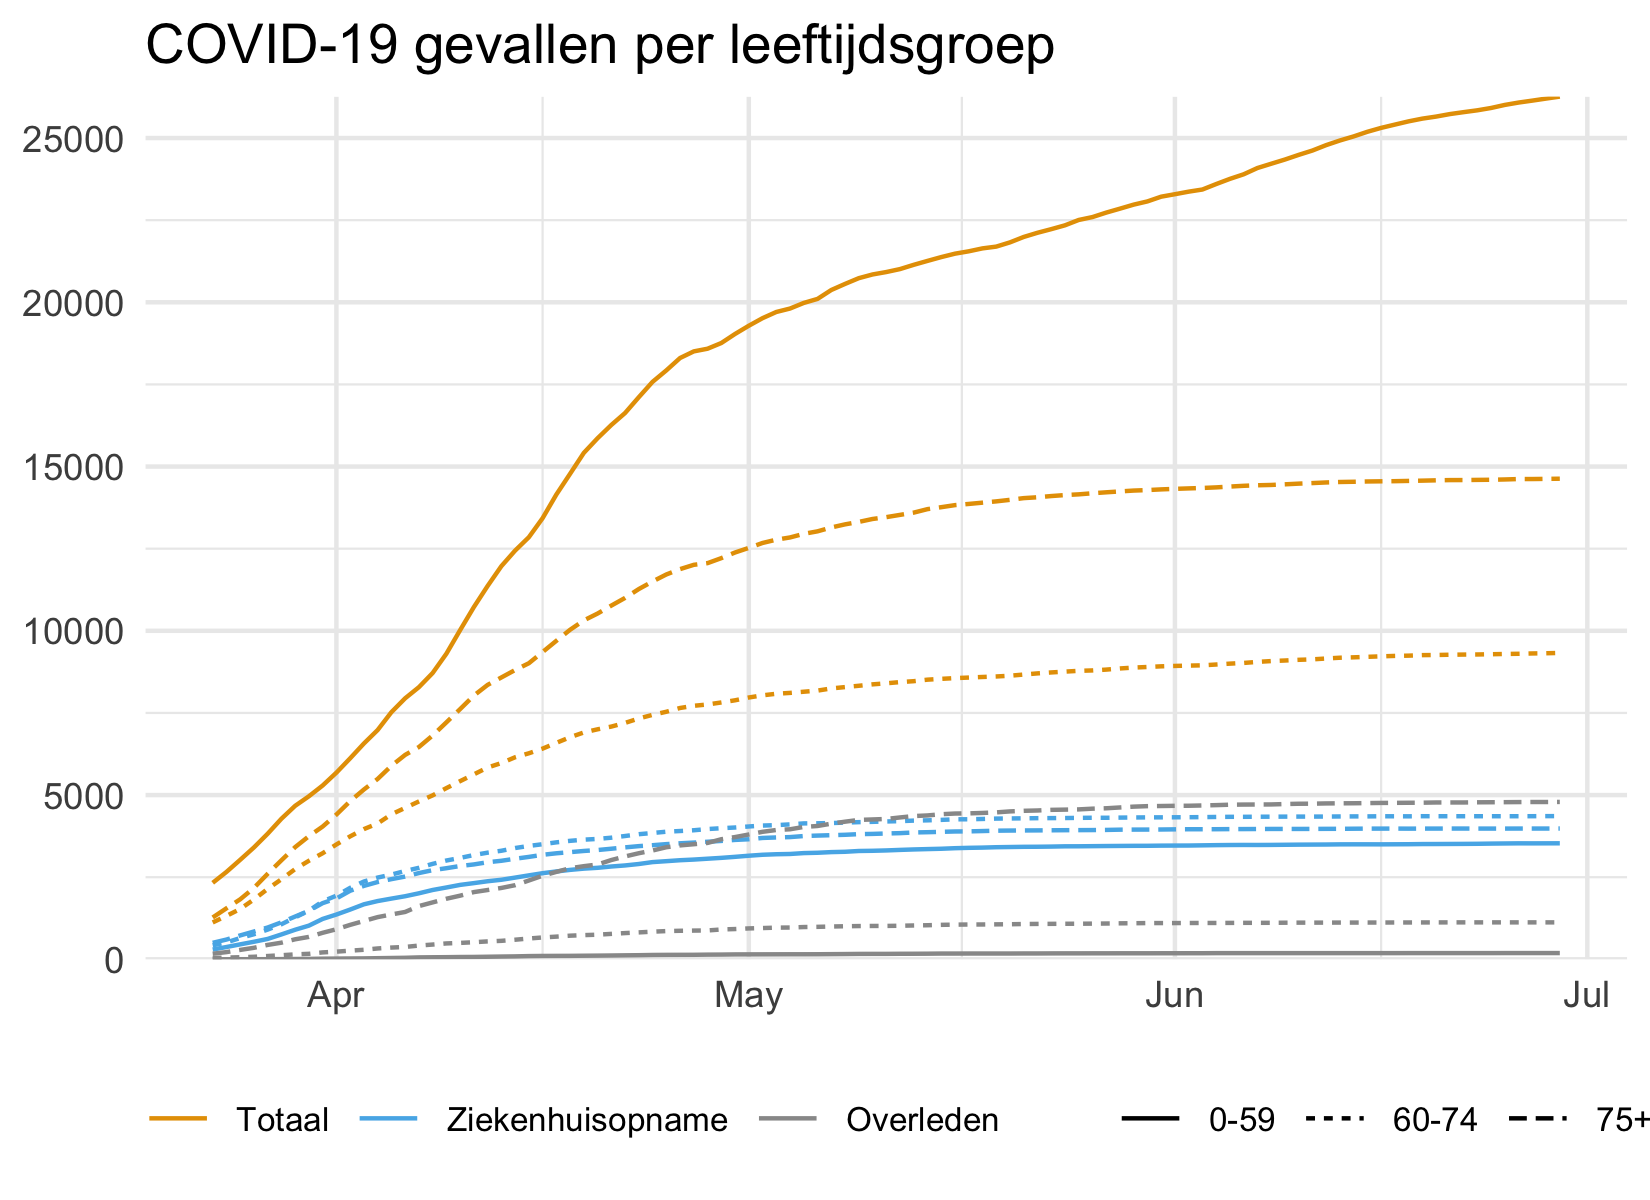 COVID-19 gevallen per leeftijdsgroep
25000
20000
15000
10000
5000
0
Apr May Jun Jul
Totaal Ziekenhuisopname Overleden 0-59 60-74 75+